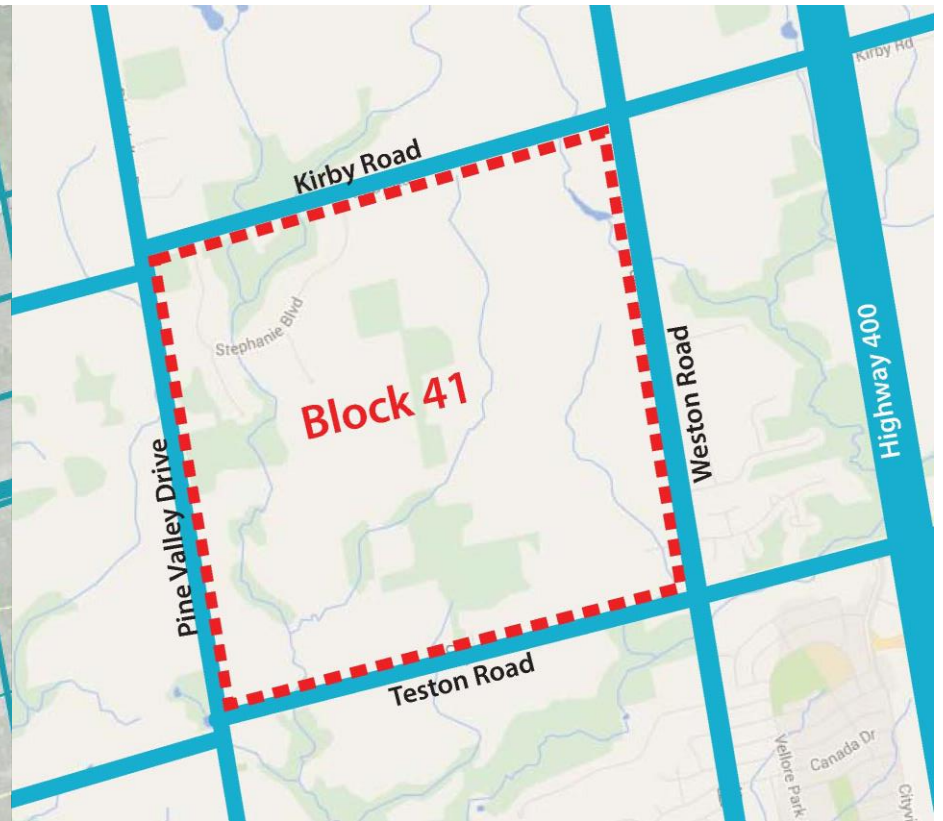 Kirby Rd
Kirby Road
Stephanie Blvd
Block 41
Highway 400
Weston Road
Pine Valley Drive
Teston Road
Vellore Park
Canada Dr